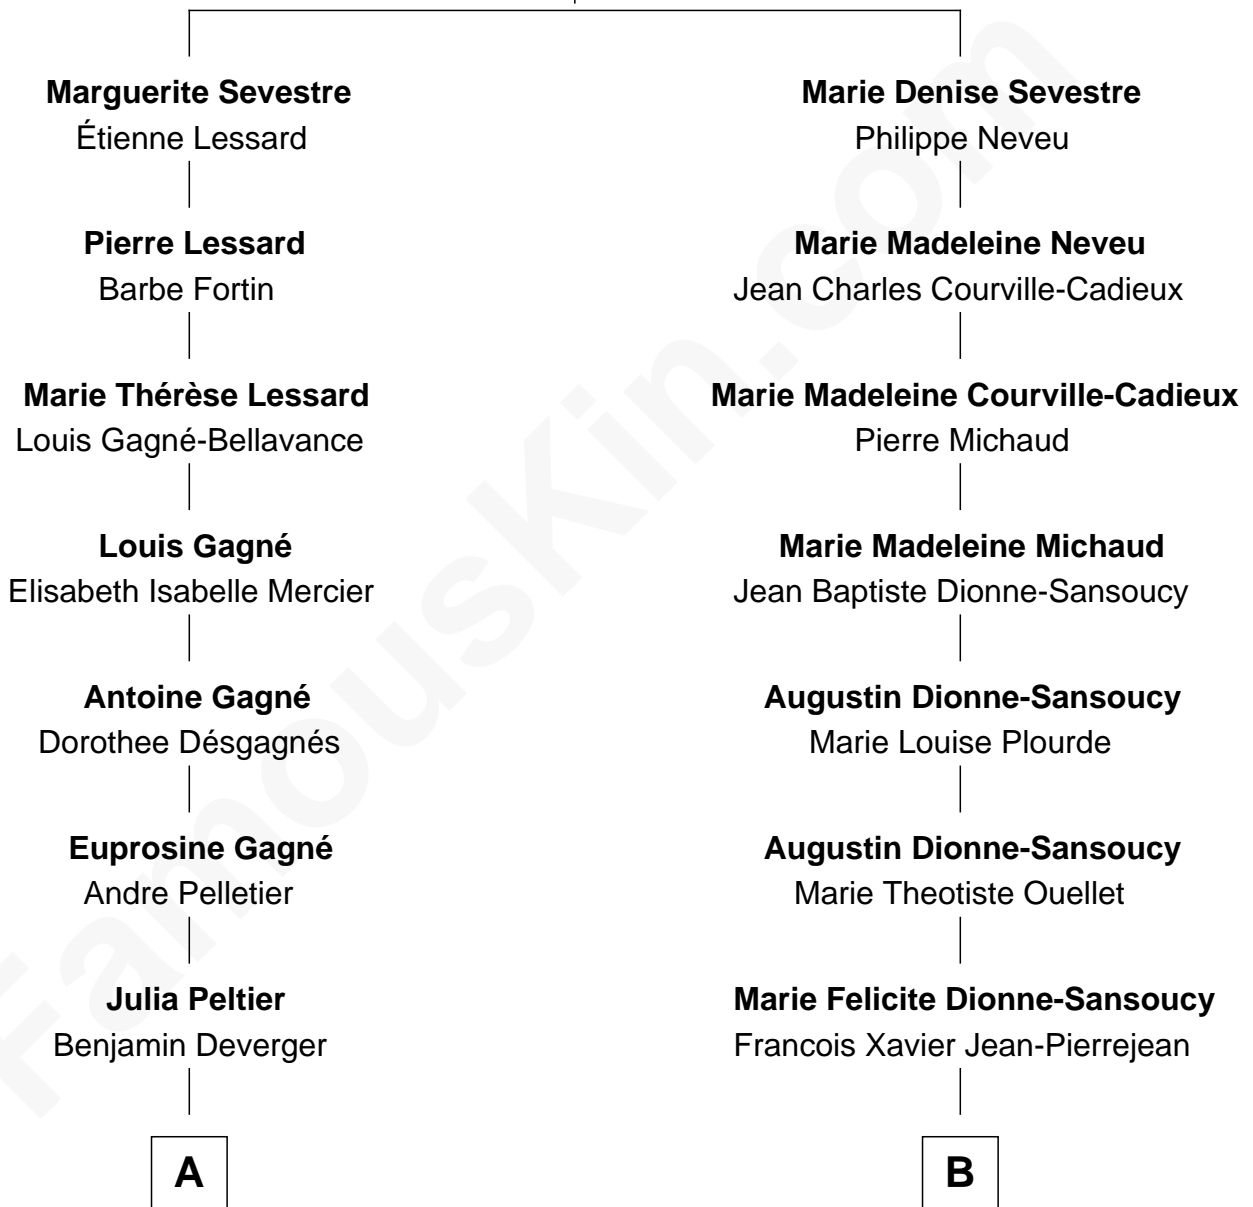 Marguerite Sevestre
Étienne Lessard
Pierre Lessard
Barbe Fortin
Marie Thérèse Lessard
Louis Gagné-Bellavance
Louis Gagné
Elisabeth Isabelle Mercier
Antoine Gagné
Dorothee Désgagnés
Euprosine Gagné
Andre Pelletier
Julia Peltier
Benjamin Deverger
A
Marie Denise Sevestre
Philippe Neveu
Marie Madeleine Neveu
Jean Charles Courville-Cadieux
Marie Madeleine Courville-Cadieux
Pierre Michaud
Marie Madeleine Michaud
Jean Baptiste Dionne-Sansoucy
Augustin Dionne-Sansoucy
Marie Louise Plourde
Augustin Dionne-Sansoucy
Marie Theotiste Ouellet
Marie Felicite Dionne-Sansoucy
Francois Xavier Jean-Pierrejean
B
FamousKin.com